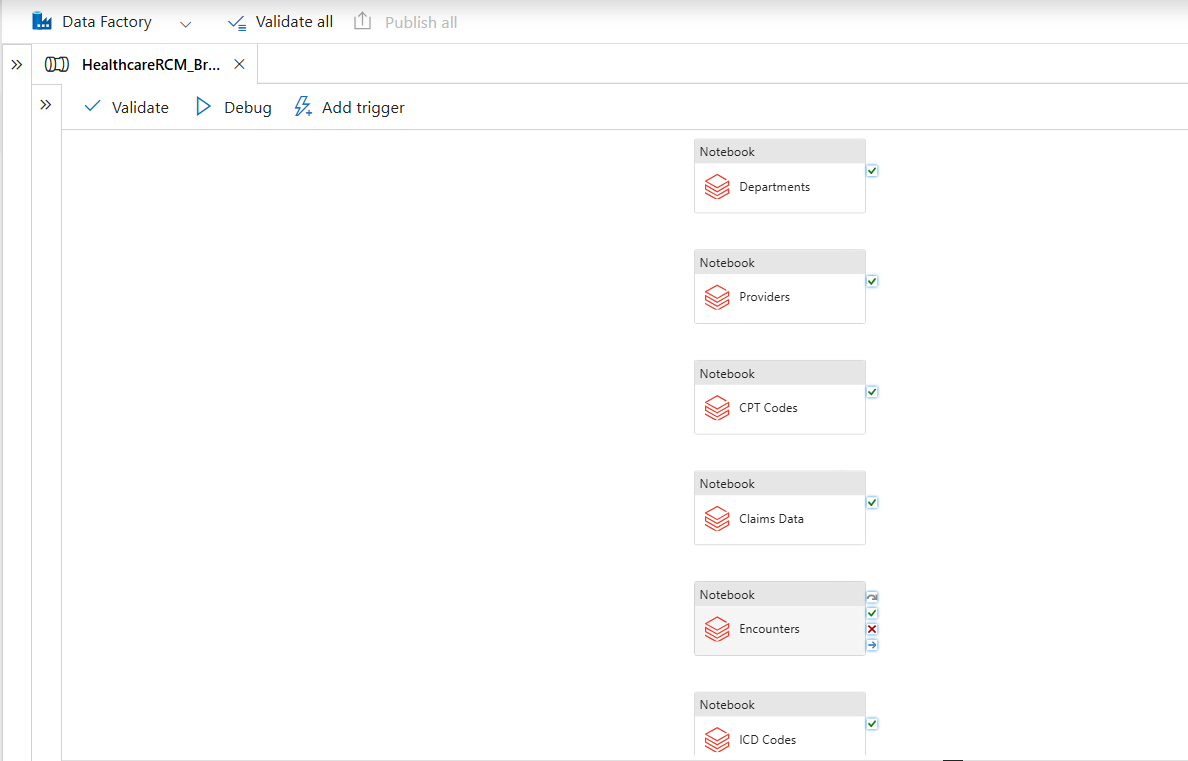 Data Factory
Validate all
Publish all
HealthcareRCM_Br...
Validate
Debug
Add trigger
Notebook
Departments
Notebook
Providers
Notebook
CPT Codes
Notebook
Claims Data
Notebook
Encounters
Notebook
ICD Codes